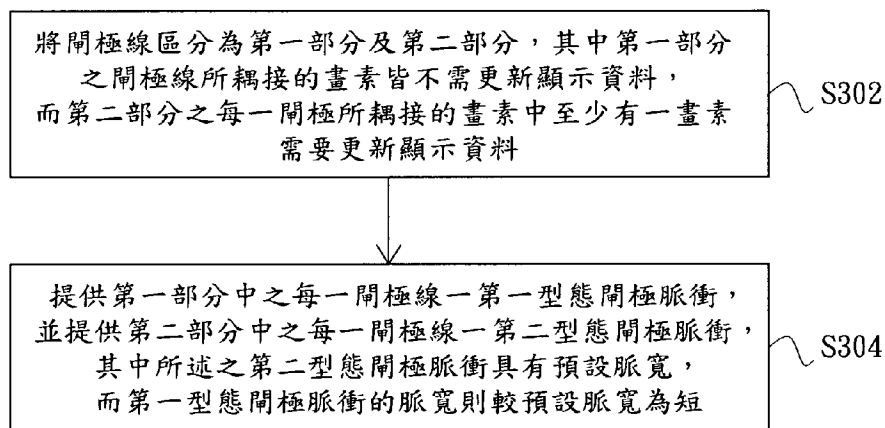 將閘極線區分為第一部分及第二部分，其中第一部分
之閘極線所耦接的畫素皆不需更新顯示資料，
而第二部分之每一閘極所耦接的畫素中至少有一畫素
需要更新顯示資料
S302
提供第一部分中之每一閘極線一第一型態閘極脈衝，
並提供第二部分中之每一閘極線一第二型態閘極脈衝，
其中所述之第二型態閘極脈衝具有預設脈寬，
而第一型態閘極脈衝的脈寬則較預設脈寬為短
S304